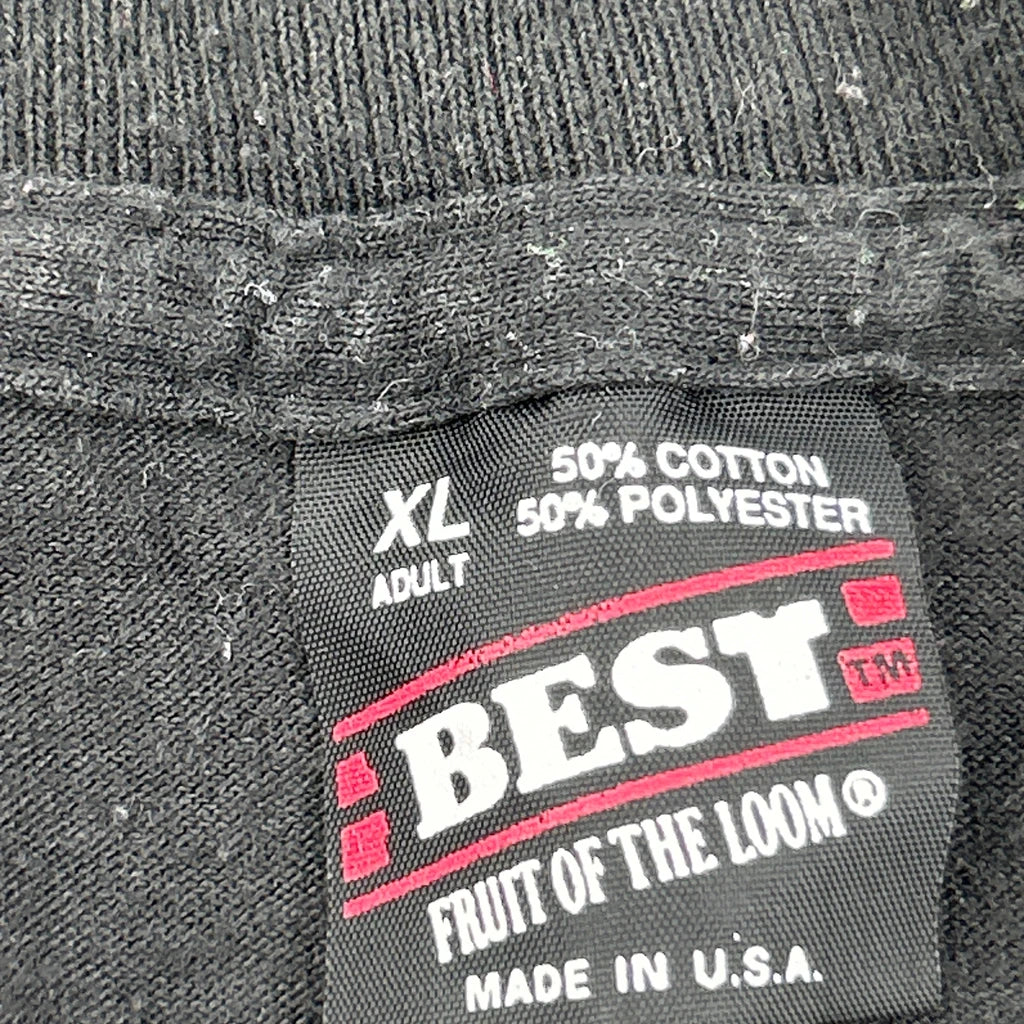 50% COTTON
50% POLYESTER
XL
ADULT
BEST TM
FRUIT OF THE LOOM®
MADE IN U.S.A.